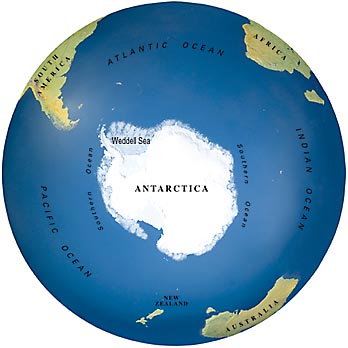 ATLANTIC OCEAN
SOUTH
AMERICA
AFRICA
Weddell Sea
Southern Ocean
Southern Ocean
INDIAN OCEAN
ANTARCTICA
PACIFIC OCEAN
NEW
ZEALAND
AUSTRALIA